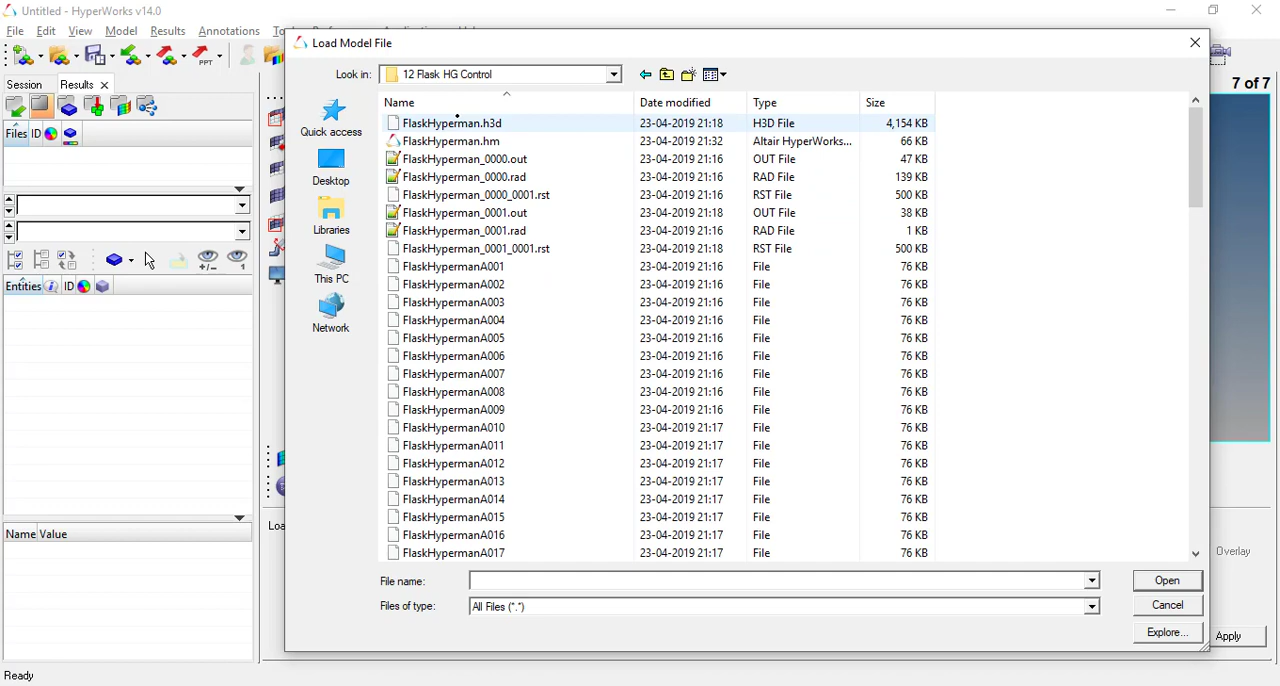 Untitled - HyperWorks v14.0
File Edit View Model Results Annotations
Session Results
Files ID
Entities ID
Name Value
Ready
PPT
+/-
1
Load Model File
Look in: 12 Flask HG Control
Quick access
Desktop
Libraries
This PC
Network
Name Date modified Type Size
FlaskHyperman.h3d 23-04-2019 21:18 H3D File 4,154 KB
FlaskHyperman.hm 23-04-2019 21:32 Altair HyperWorks... 66 KB
FlaskHyperman_0000.out 23-04-2019 21:16 OUT File 47 KB
FlaskHyperman_0000.rad 23-04-2019 21:16 RAD File 139 KB
FlaskHyperman_0000_0001.rst 23-04-2019 21:16 RST File 500 KB
FlaskHyperman_0001.out 23-04-2019 21:18 OUT File 38 KB
FlaskHyperman_0001.rad 23-04-2019 21:16 RAD File 1 KB
FlaskHyperman_0001_0001.rst 23-04-2019 21:18 RST File 500 KB
FlaskHypermanA001 23-04-2019 21:16 File 76 KB
FlaskHypermanA002 23-04-2019 21:16 File 76 KB
FlaskHypermanA003 23-04-2019 21:16 File 76 KB
FlaskHypermanA004 23-04-2019 21:16 File 76 KB
FlaskHypermanA005 23-04-2019 21:16 File 76 KB
FlaskHypermanA006 23-04-2019 21:16 File 76 KB
FlaskHypermanA007 23-04-2019 21:16 File 76 KB
FlaskHypermanA008 23-04-2019 21:16 File 76 KB
FlaskHypermanA009 23-04-2019 21:16 File 76 KB
FlaskHypermanA010 23-04-2019 21:17 File 76 KB
FlaskHypermanA011 23-04-2019 21:17 File 76 KB
FlaskHypermanA012 23-04-2019 21:17 File 76 KB
FlaskHypermanA013 23-04-2019 21:17 File 76 KB
FlaskHypermanA014 23-04-2019 21:17 File 76 KB
FlaskHypermanA015 23-04-2019 21:17 File 76 KB
FlaskHypermanA016 23-04-2019 21:17 File 76 KB
FlaskHypermanA017 23-04-2019 21:17 File 76 KB
File name: Open
Files of type: All Files (*.*) Cancel
Explore...
7 of 7
Overlay
Apply